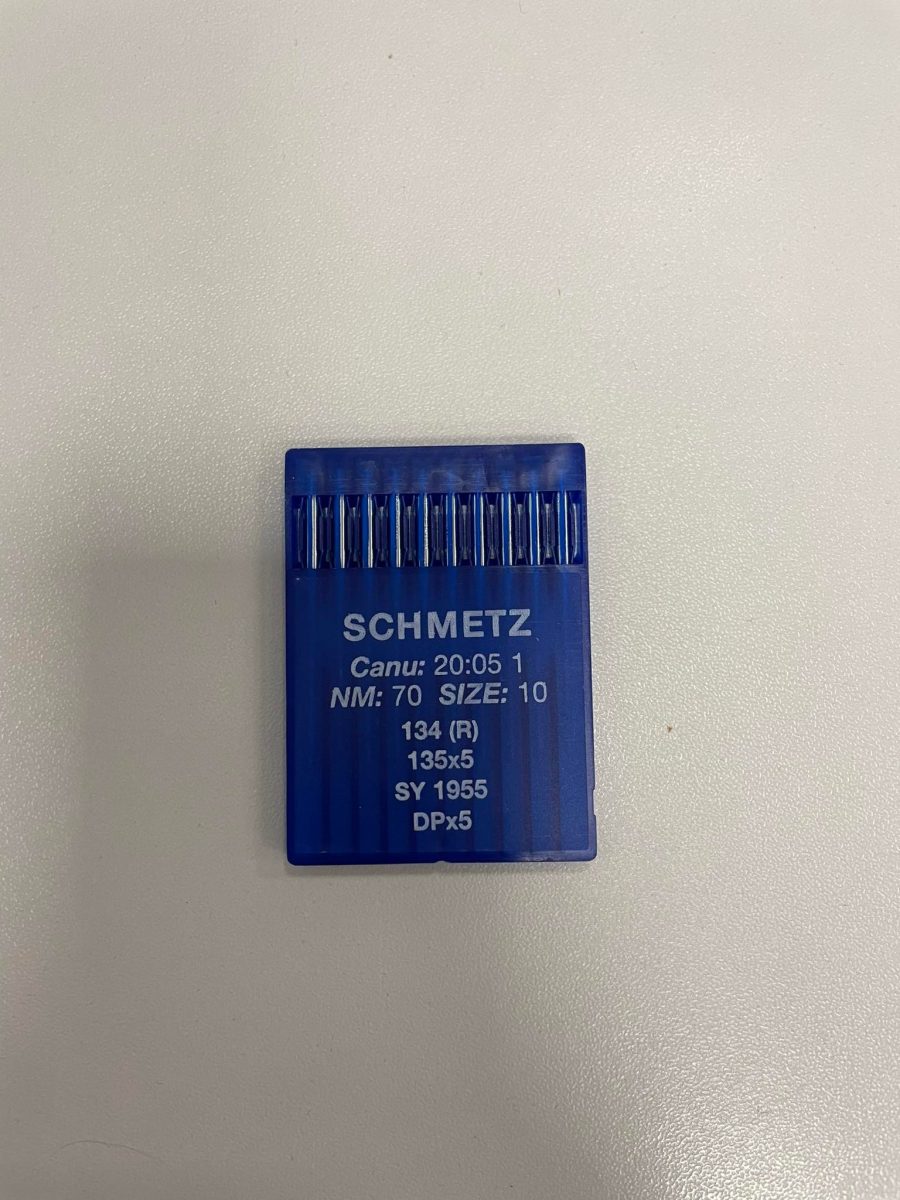 SCHMETZ
Canu: 20:05 1
NM: 70 SIZE: 10
134 (R)
135x5
SY 1955
DPx5